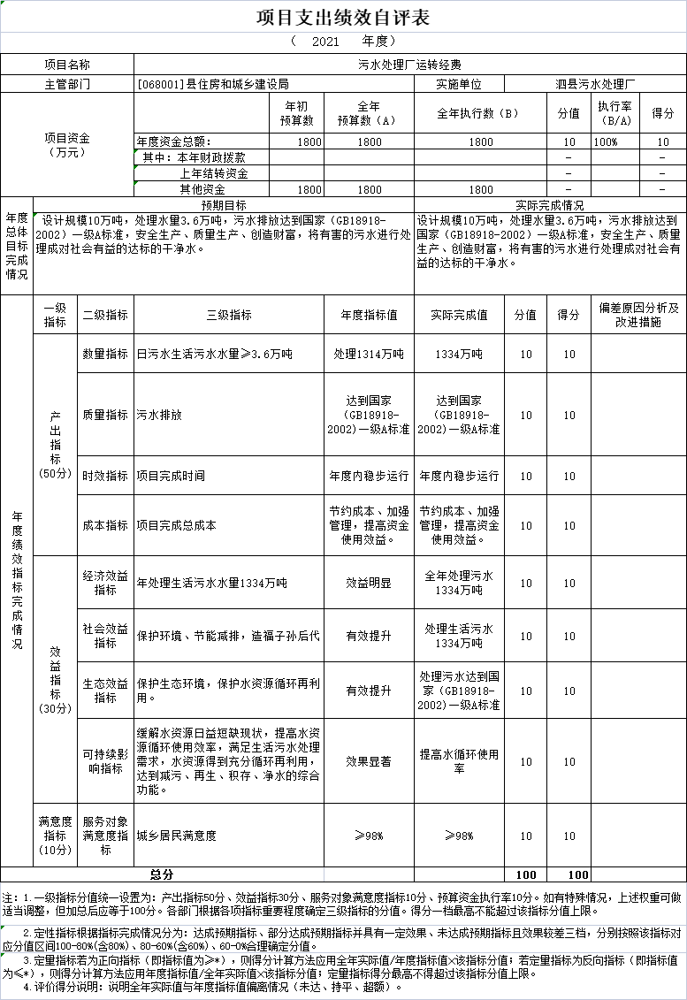 项目支出绩效自评表
（ 2021 年度）
项目名称 污水处理厂运转经费
主管部门 [068001]县住房和城乡建设局 实施单位 泗县污水处理厂
项目资金
（万元）
年初
预算数
全年
预算数（A）
全年执行数（B）
分值
执行率
（B/A)
得分
年度资金总额： 1800 1800 1800 10 100% 10
其中：本年财政拨款 － －
上年结转资金 － －
其他资金 1800 1800 1800 － －
年度
总体
目标
完成
情况
预期目标
设计规模10万吨，处理水量3.6万吨，污水排放达到国家（GB18918-
2002）一级A标准，安全生产、质量生产、创造财富，将有害的污水进行处
理成对社会有益的达标的干净水。
实际完成情况
设计规模10万吨，处理水量3.6万吨，污水排放达到
国家（GB18918-2002）一级A标准，安全生产、质量
生产、创造财富，将有害的污水进行处理成对社会有
益的达标的干净水。
年
度
绩
效
指
标
完
成
情
况
一级
指标
二级指标
三级指标
年度指标值
实际完成值
分值
得分
偏差原因分析及
改进措施
产
出
指
标
(50分)
数量指标 日污水生活污水水量≥3.6万吨 处理1314万吨 1334万吨 10 10
质量指标 污水排放
达到国家
（GB18918-
2002)一级A标准
达到国家
（GB18918-
2002)一级A标准
10 10
时效指标 项目完成时间 年度内稳步运行 年度内稳步运行 10 10
成本指标 项目完成总成本
节约成本、加强
管理，提高资金
使用效益。
节约成本、加强
管理，提高资金
使用效益。
10 10
效
益
指
标
(30分)
经济效益
指标
年处理生活污水水量1334万吨
效益明显
全年处理污水
1334万吨
10 10
社会效益
指标
保护环境、节能减排，造福子孙后代
有效提升
处理生活污水
1334万吨
10 10
生态效益
指标
保护生态环境，保护水资源循环再利
用。
有效提升
处理污水达到国
家（GB18918-
2002)一级A标准
10 10
可持续影
响指标
缓解水资源日益短缺现状，提高水资
源循环使用效率，满足生活污水处理
需求，水资源得到充分循环再利用，
达到减污、再生、积存、净水的综合
功能。
效果显著
提高水循环使用
率
10 10
满意度
指标
(10分)
服务对象
满意度指
标
城乡居民满意度 ≥98% ≥98% 10 10
总分 100 100
注：1.一级指标分值统一设置为：产出指标50分、效益指标30分、服务对象满意度指标10分、预算资金执行率10分。如有特殊情况，上述权重可做
适当调整，但加总后应等于100分。各部门根据各项指标重要程度确定三级指标的分值。得分一档最高不能超过该指标分值上限。
2.定性指标根据指标完成情况分为：达成预期指标、部分达成预期指标并具有一定效果、未达成预期指标且效果较差三档，分别按照该指标对
应分值区间100-80%(含80%)、80-60%(含60%)、60-0%合理确定分值。
3.定量指标若为正向指标（即指标值为≥*），则得分计算方法应用全年实际值/年度指标值×该指标分值；若定量指标为反向指标（即指标值
为≤*），则得分计算方法应用年度指标值/全年实际值×该指标分值；定量指标得分最高不得超过该指标分值上限。
4.评价得分说明：说明全年实际值与年度指标值偏离情况（未达、持平、超额）。